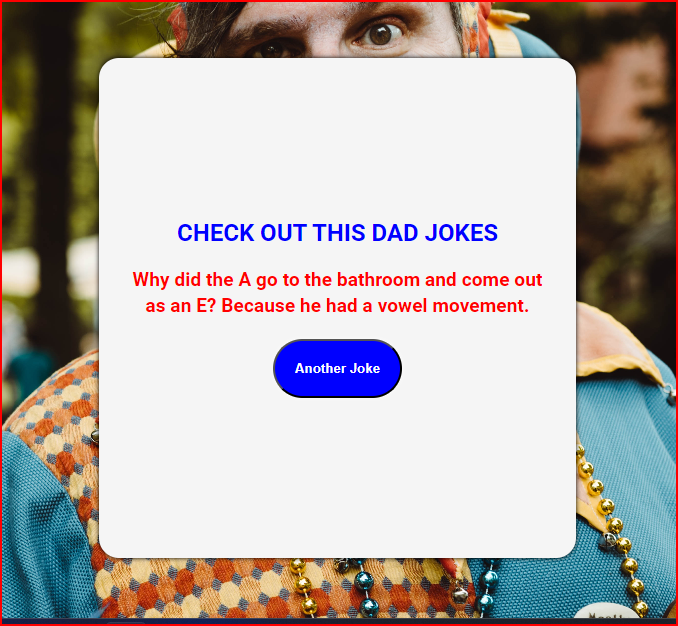 CHECK OUT THIS DAD JOKES
Why did the A go to the bathroom and come out
as an E? Because he had a vowel movement.
Another Joke